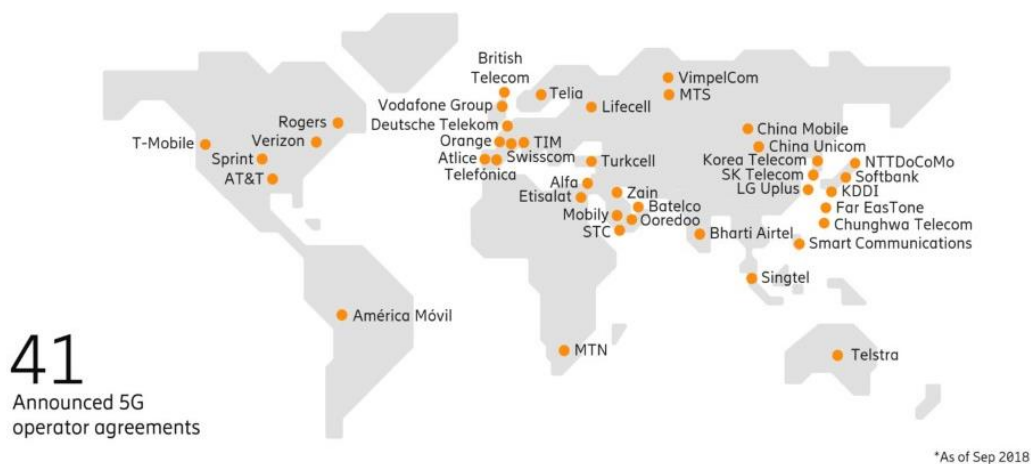 British
Telecom
Telia
VimpelCom
MTS
Vodafone Group
Lifecell
Rogers
Deutsche Telekom
China Mobile
T-Mobile
Verizon
Orange
TIM
China Unicom
Sprint
Atlice
Swisscom
Turkcell
Korea Telecom
NTTDoCoMo
AT&T
Telefónica
SK Telecom
Softbank
Alfa
Zain
LG Uplus
KDDI
Etisalat
Batelco
Far EasTone
Mobily
Ooredoo
Chunghwa Telecom
STC
Bharti Airtel
Smart Communications
Singtel
América Móvil
MTN
Telstra
41
Announced 5G
operator agreements
*As of Sep 2018